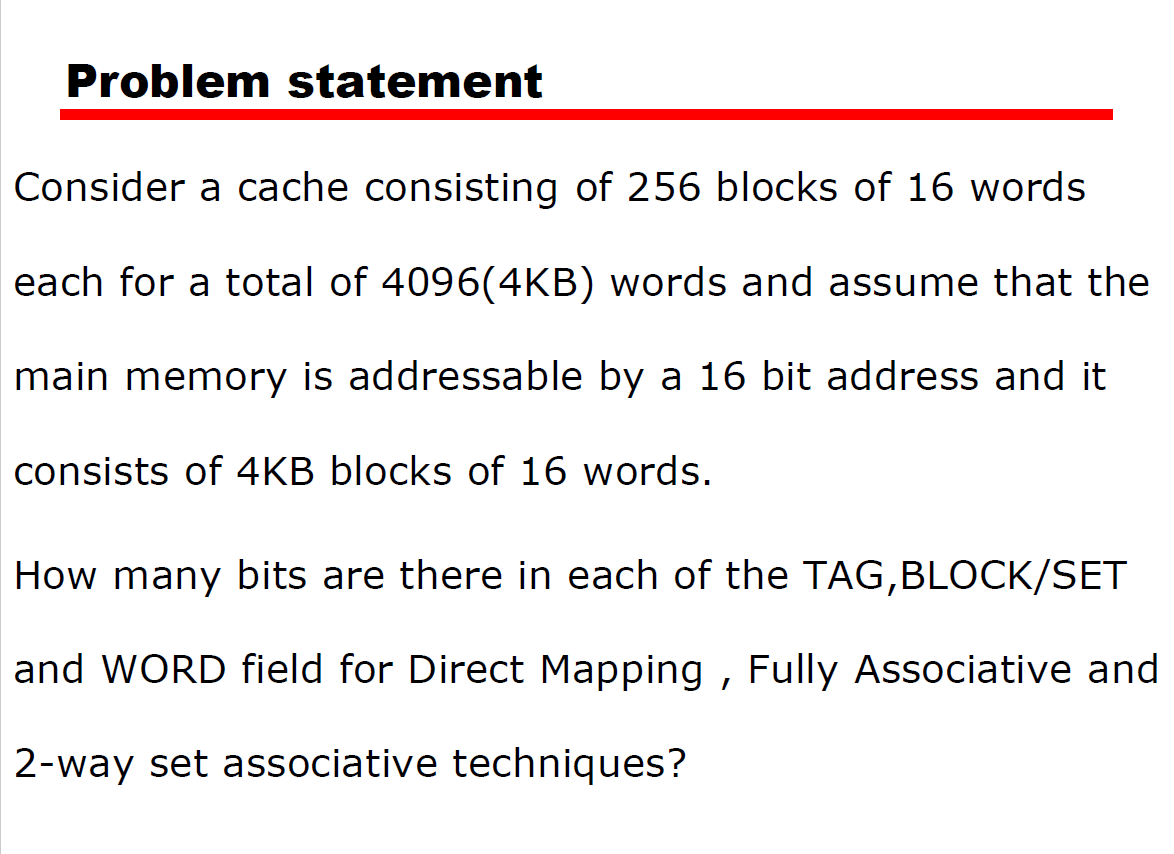 Problem statement
Consider a cache consisting of 256 blocks of 16 words
each for a total of 4096(4KB) words and assume that the
main memory is addressable by a 16 bit address and it
consists of 4KB blocks of 16 words.
How many bits are there in each of the TAG,BLOCK/SET
and WORD field for Direct Mapping , Fully Associative and
2-way set associative techniques?